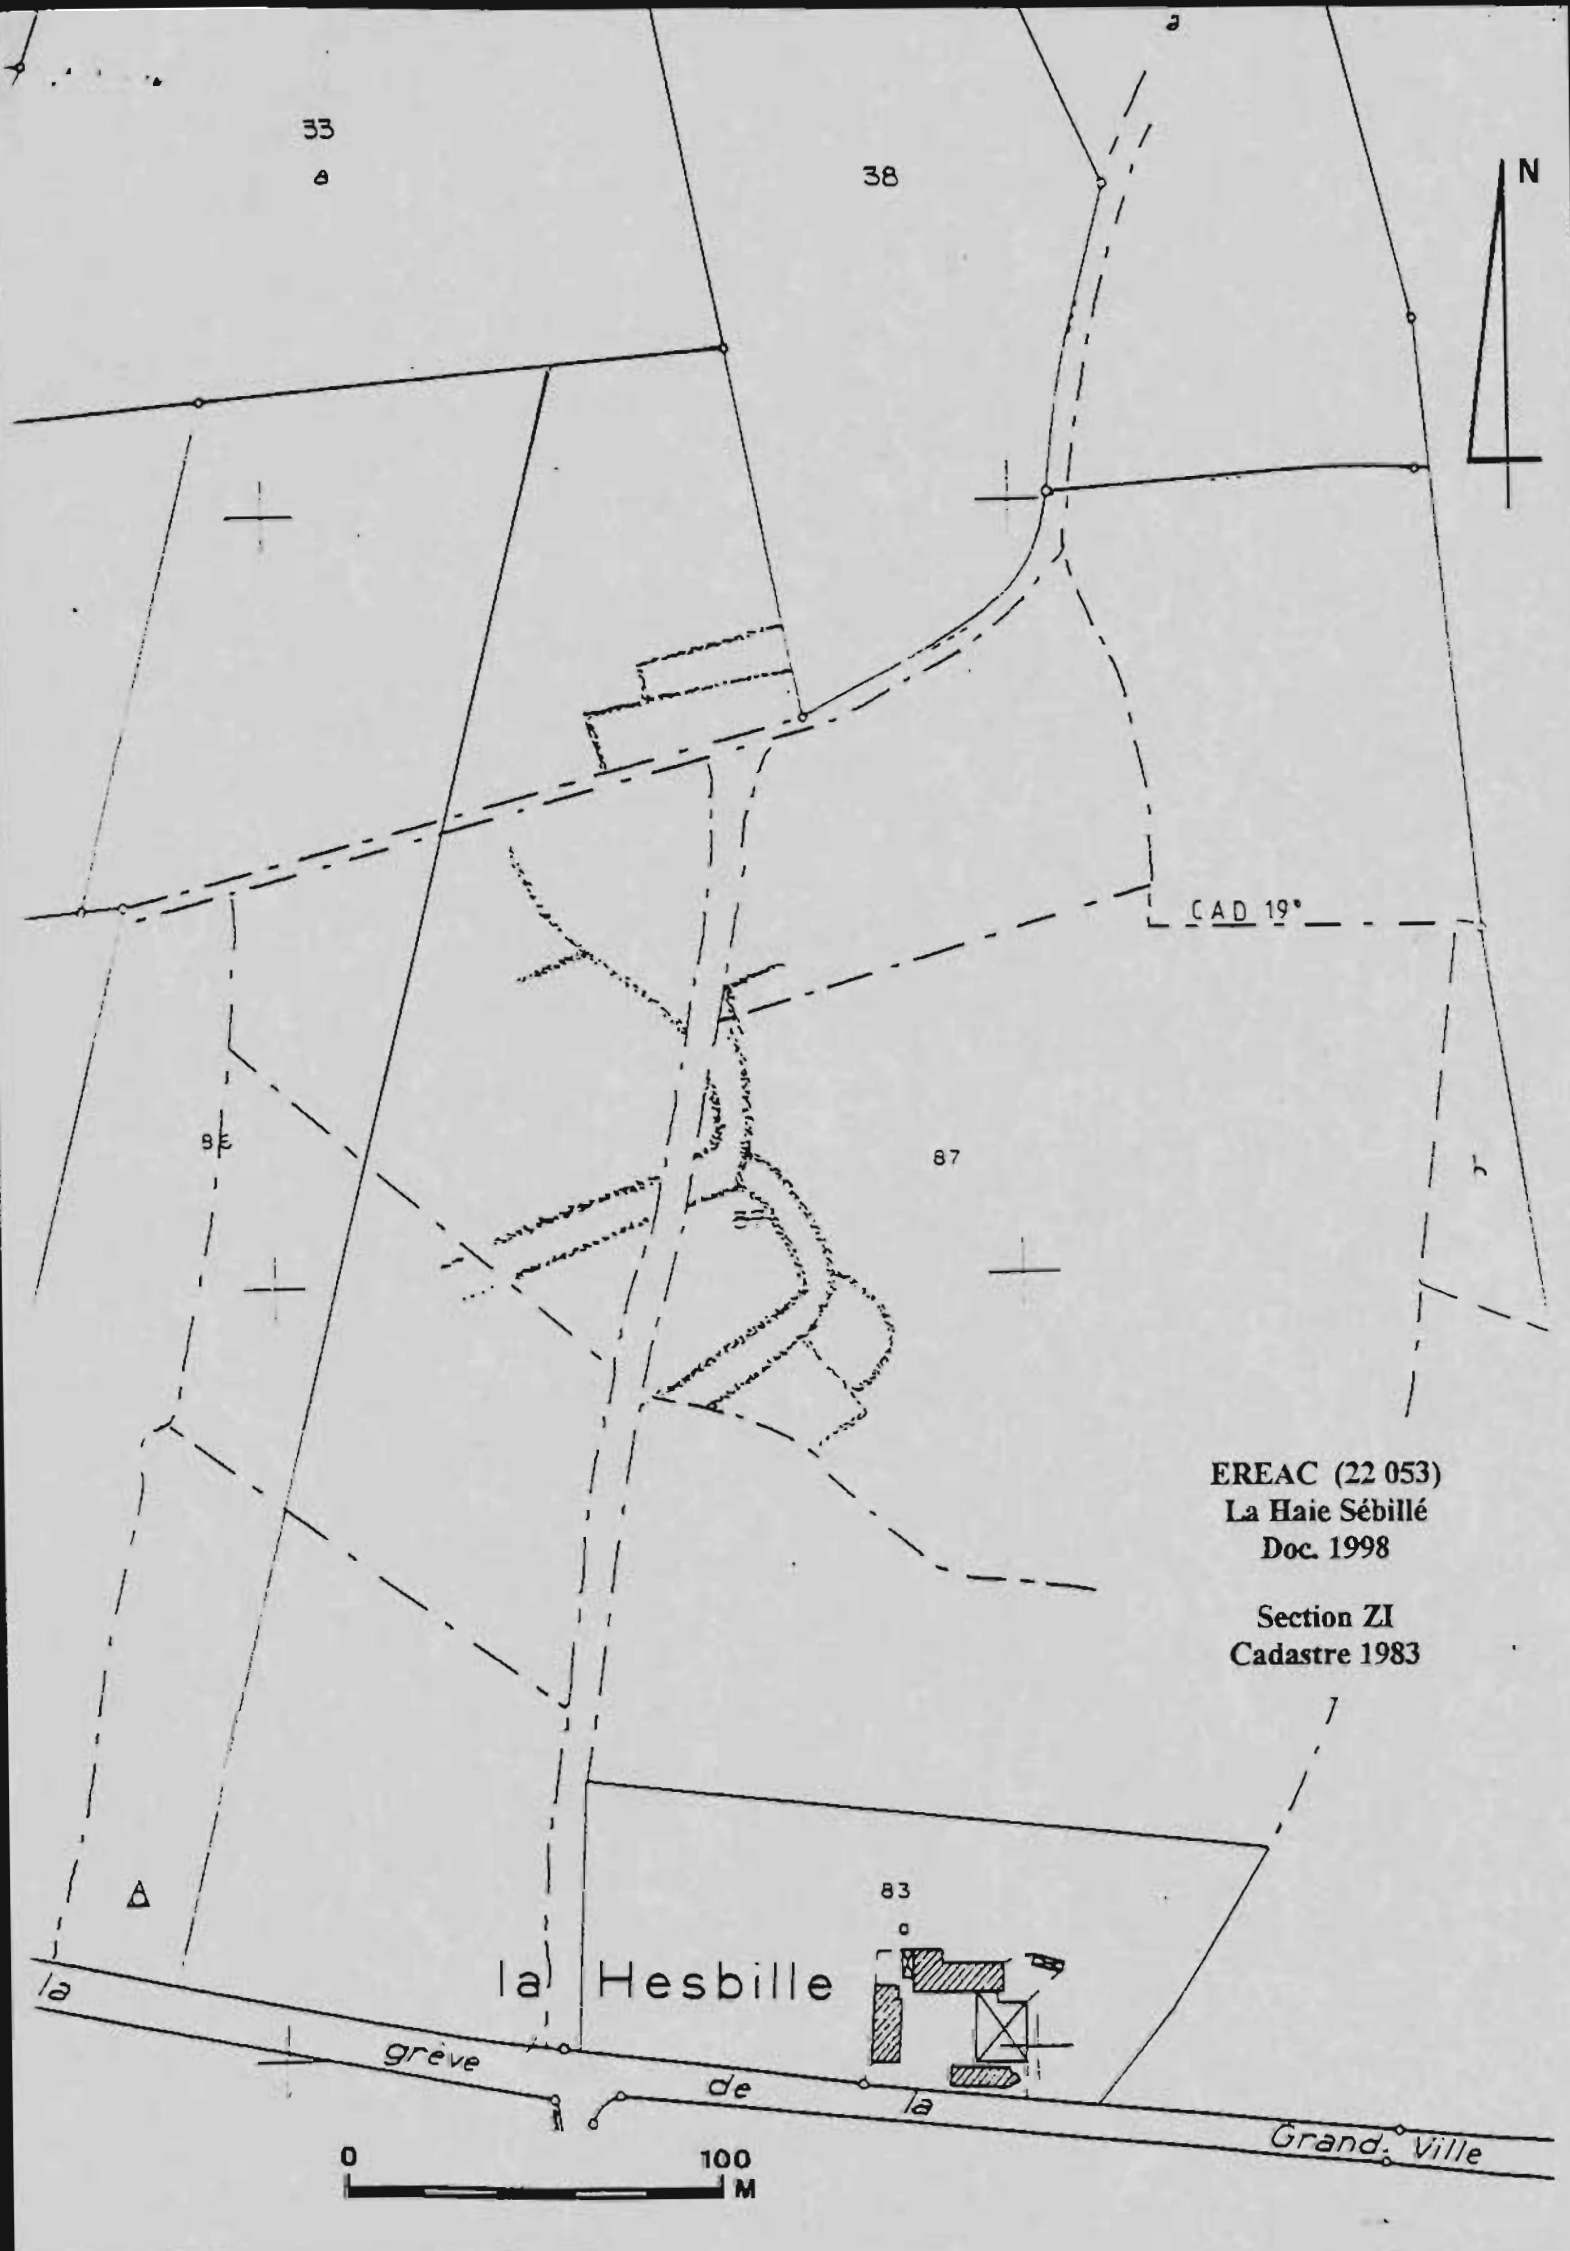 33
a
38
N
CAD 19°
87
EREAC (22 053)
La Haie Sébillé
Doc. 1998
Section ZI
Cadastre 1983
83
a
la Hesbille
la grève de la Grand. Ville
0 100
M